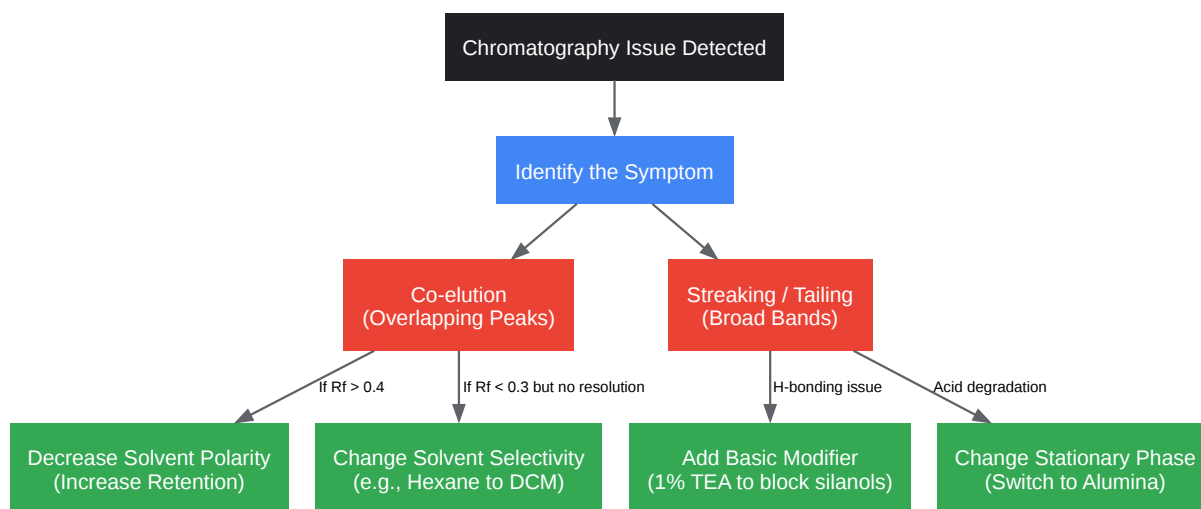 Chromatography Issue Detected
Identify the Symptom
Co-elution
(Overlapping Peaks)
Streaking / Tailing
(Broad Bands)
If Rf > 0.4
If Rf < 0.3 but no resolution
H-bonding issue
Acid degradation
Decrease Solvent Polarity
(Increase Retention)
Change Solvent Selectivity
(e.g., Hexane to DCM)
Add Basic Modifier
(1% TEA to block silanols)
Change Stationary Phase
(Switch to Alumina)